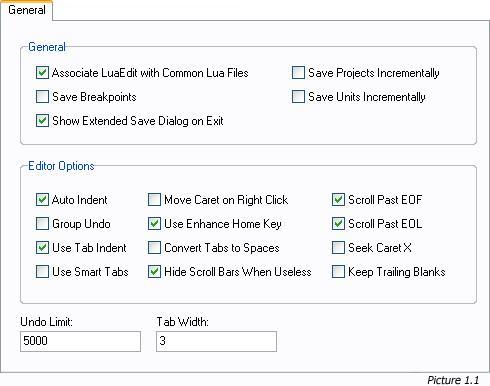 General
General
Associate LuaEdit with Common Lua Files
Save Projects Incrementally
Save Breakpoints
Save Units Incrementally
Show Extended Save Dialog on Exit
Editor Options
Auto Indent
Move Caret on Right Click
Scroll Past EOF
Group Undo
Use Enhance Home Key
Scroll Past EOL
Use Tab Indent
Convert Tabs to Spaces
Seek Caret X
Use Smart Tabs
Hide Scroll Bars When Useless
Keep Trailing Blanks
Undo Limit:
Tab Width:
5000
3
Picture 1.1